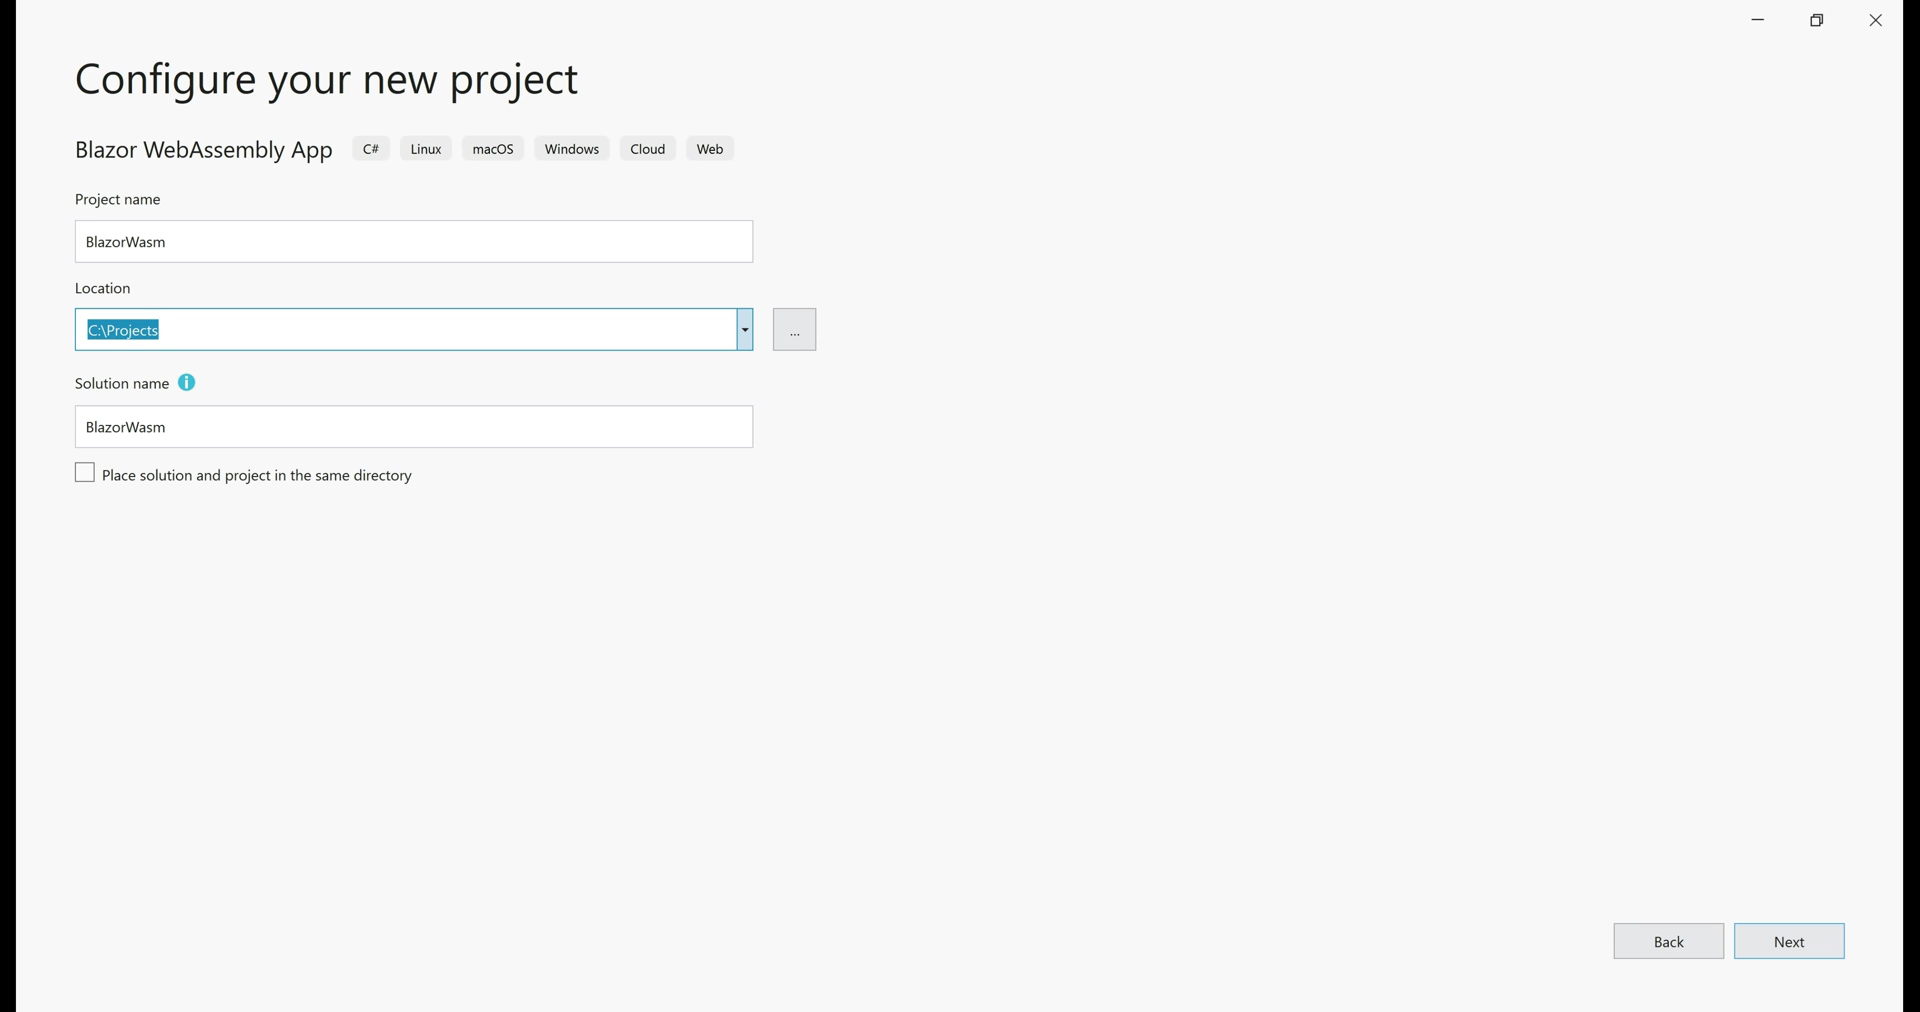 Configure your new project
Blazor WebAssembly App C# Linux macOS Windows Cloud Web
Project name
BlazorWasm
Location
C:\Projects
...
Solution name
BlazorWasm
Place solution and project in the same directory
Back Next